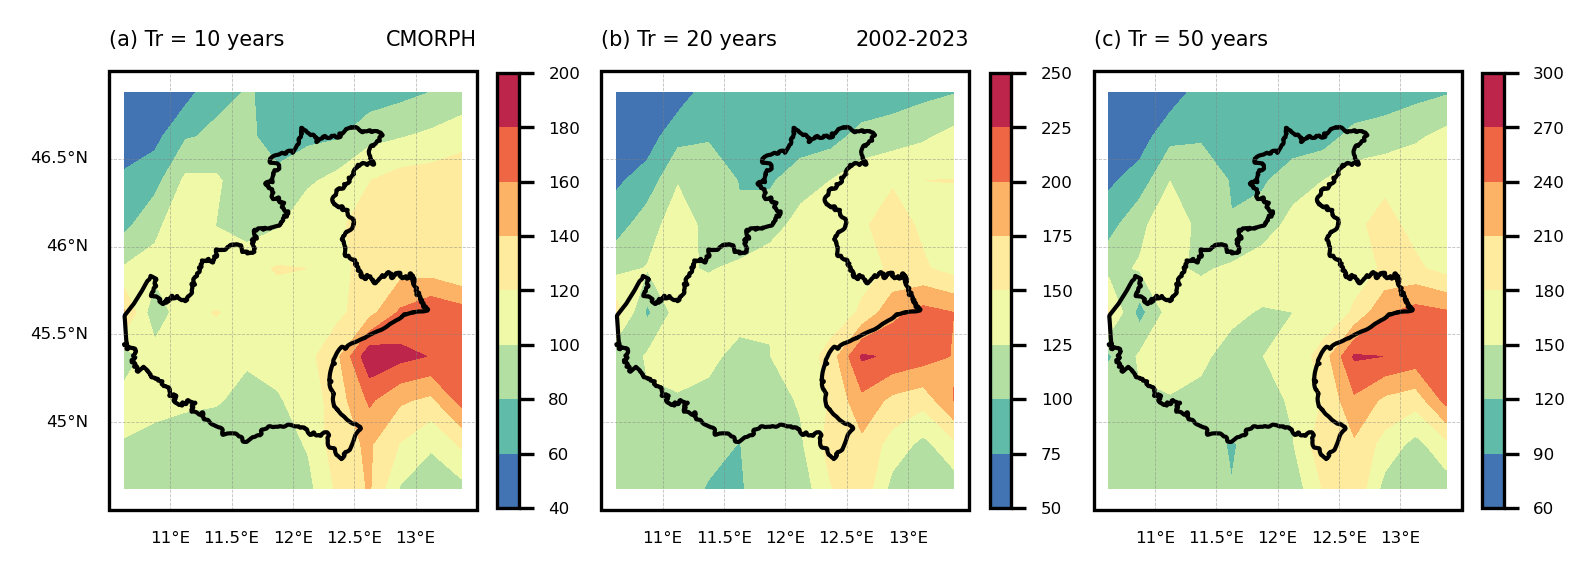 (a) Tr = 10 years CMORPH
(b) Tr = 20 years 2002-2023
(c) Tr = 50 years
46.5°N
46°N
45.5°N
45°N
11°E 11.5°E 12°E 12.5°E 13°E
200
180
160
140
120
100
80
60
40
11°E 11.5°E 12°E 12.5°E 13°E
250
225
200
175
150
125
100
75
50
11°E 11.5°E 12°E 12.5°E 13°E
300
270
240
210
180
150
120
90
60